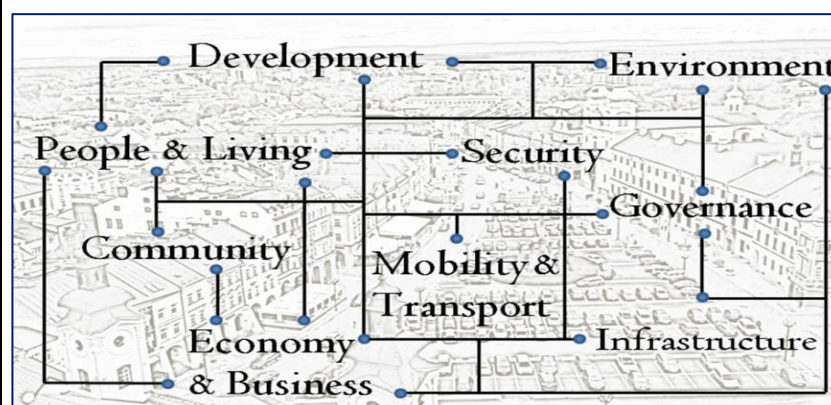 Development
Environment
People & Living
Security
Governance
Community
Mobility &
Transport
Economy
Infrastructure
& Business